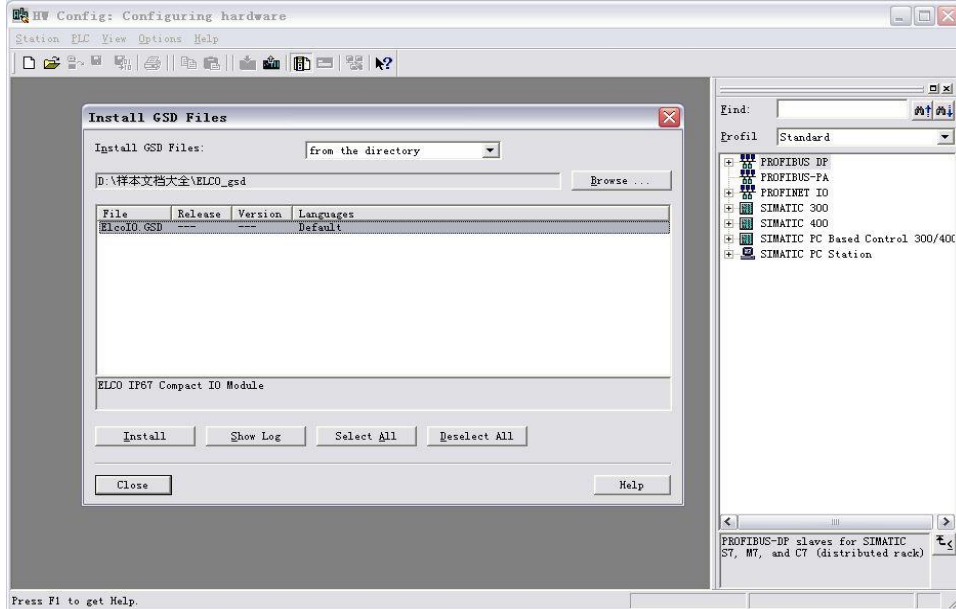 HW Config: Configuring hardware
Station PLC View Options Help
Install GSD Files
Install GSD Files:
from the directory
D:\样本文档大全\ELCO_gsd
Browse ...
File Release Version Languages
ElcoIO.GSD --- --- Default
ELCO IP67 Compact IO Module
Install Show Log Select All Deselect All
Close Help
Find:
Profil Standard
PROFIBUS DP
PROFIBUS-PA
PROFINET IO
SIMATIC 300
SIMATIC 400
SIMATIC PC Based Control 300/400
SIMATIC PC Station
PROFIBUS-DP slaves for SIMATIC
S7, M7, and C7 (distributed rack)
Press F1 to get Help.